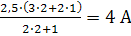 2,5·(3·2+2·1)/2·2+1 = 4 A